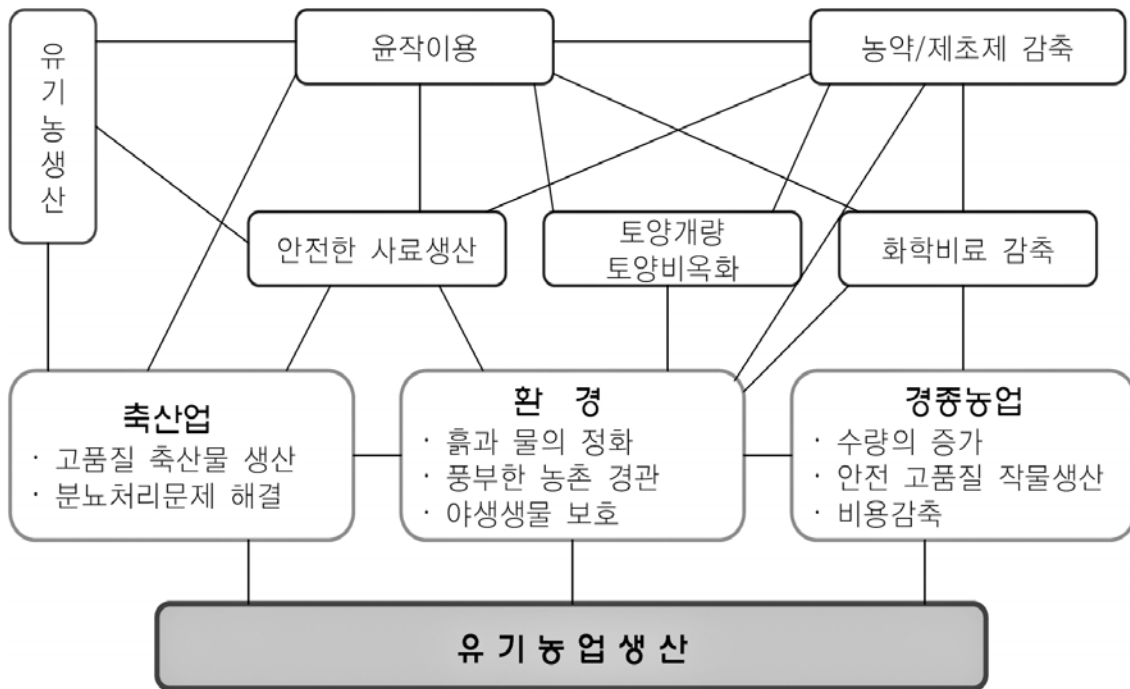 유기농생산
윤작이용
농약/제초제 감축
안전한 사료생산
토양개량
토양비옥화
화학비료 감축
축산업
· 고품질 축산물 생산
· 분뇨처리문제 해결
환 경
· 흙과 물의 정화
· 풍부한 농촌 경관
· 야생생물 보호
경종농업
· 수량의 증가
· 안전 고품질 작물생산
· 비용감축
유 기 농 업 생 산